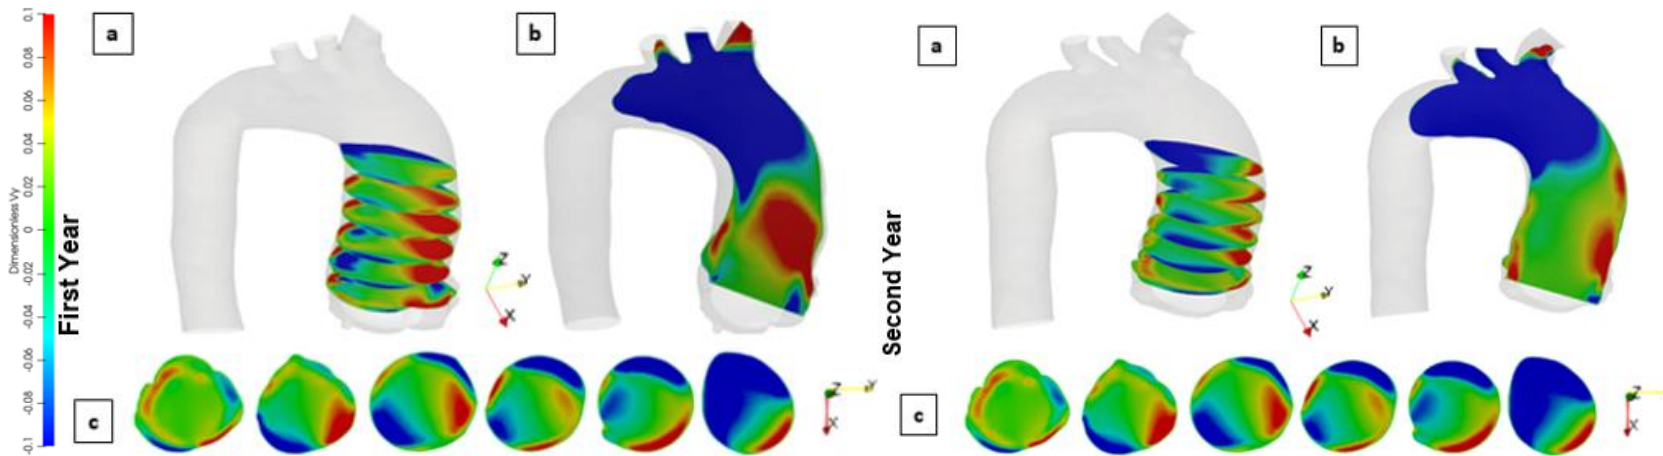 0.1
0.08
0.06
0.04
0.02
0
-0.02
-0.04
-0.06
-0.08
-0.1
Dimensionless Vy
First Year
a
b
Z
Y
X
c
Z
Y
X
Second Year
a
b
Z
Y
X
c
Z
X